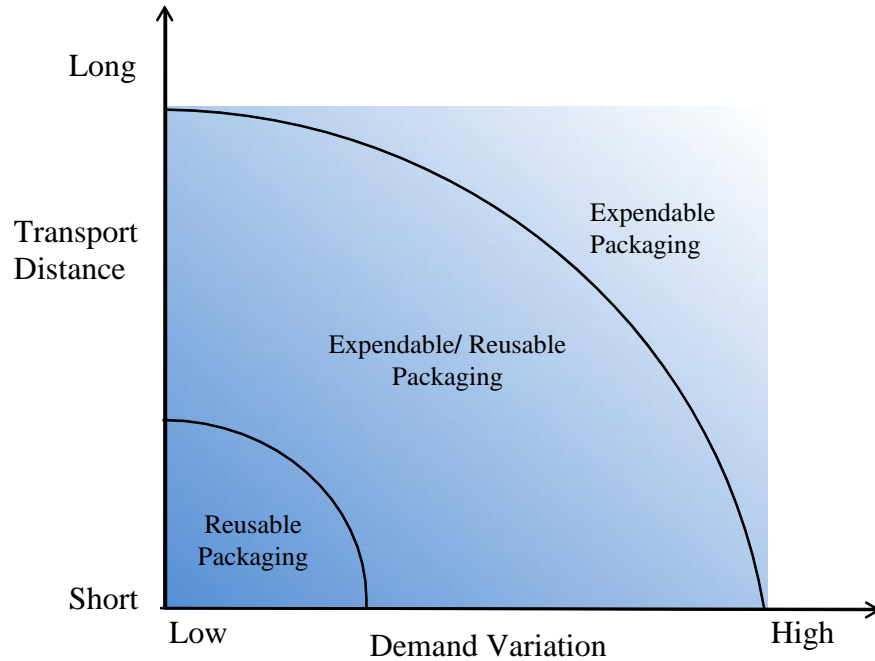 Long
Transport
Distance
Expendable
Packaging
Expendable/ Reusable
Packaging
Reusable
Packaging
Short
Low
Demand Variation
High